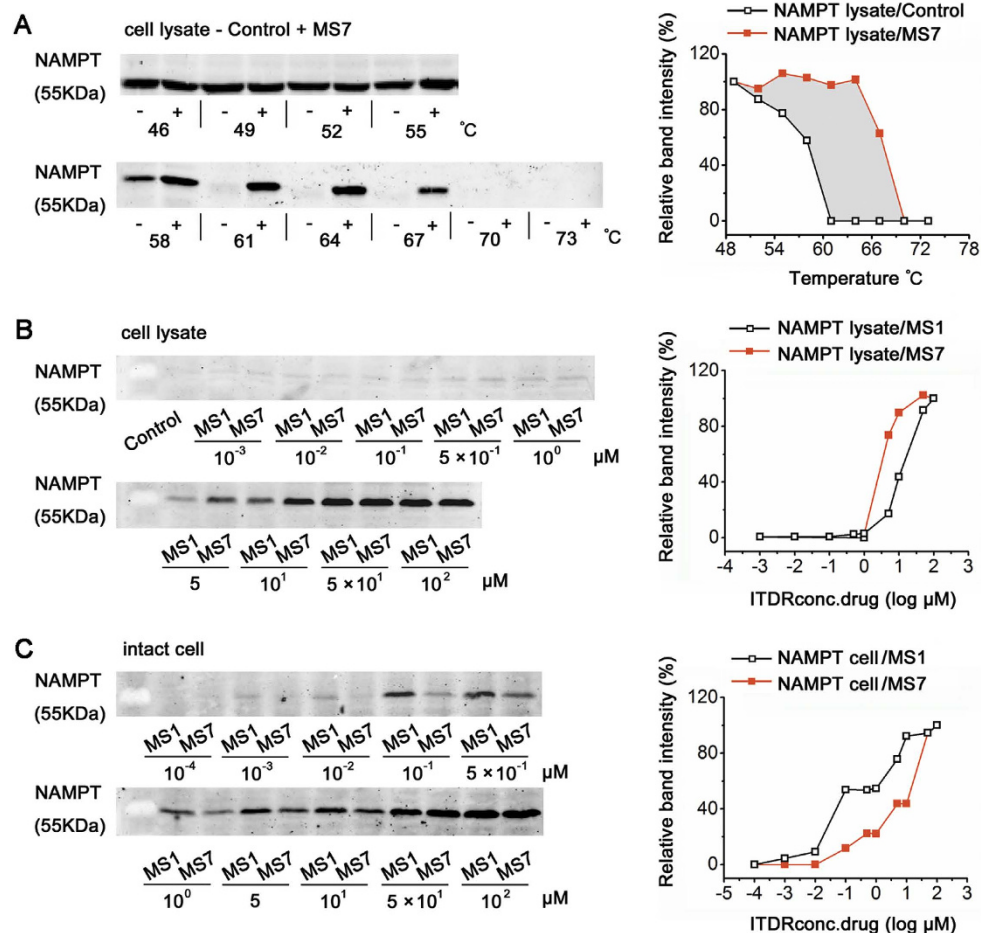 A
cell lysate - Control + MS7
NAMPT
(55KDa)
- + - + - + - +
46 49 52 55 °C
NAMPT
(55KDa)
- + - + - + - + - + - +
58 61 64 67 70 73 °C
NAMPT lysate/Control
NAMPT lysate/MS7
Relative band intensity (%)
120
80
40
0
48 54 60 66 72 78
Temperature °C
B
cell lysate
NAMPT
(55KDa)
Control MS1 MS7 MS1 MS7 MS1 MS7 MS1 MS7 MS1 MS7
10⁻³ 10⁻² 10⁻¹ 5 × 10⁻¹ 10⁰ μM
NAMPT
(55KDa)
MS1 MS7 MS1 MS7 MS1 MS7 MS1 MS7
5 10¹ 5 × 10¹ 10² μM
NAMPT lysate/MS1
NAMPT lysate/MS7
Relative band intensity (%)
120
80
40
0
-4 -3 -2 -1 0 1 2 3
ITDRconc.drug (log μM)
C
intact cell
NAMPT
(55KDa)
MS1 MS7 MS1 MS7 MS1 MS7 MS1 MS7 MS1 MS7
10⁻⁴ 10⁻³ 10⁻² 10⁻¹ 5 × 10⁻¹ μM
NAMPT
(55KDa)
MS1 MS7 MS1 MS7 MS1 MS7 MS1 MS7 MS1 MS7
10⁰ 5 10¹ 5 × 10¹ 10² μM
NAMPT cell/MS1
NAMPT cell/MS7
Relative band intensity (%)
120
80
40
0
-5 -4 -3 -2 -1 0 1 2 3
ITDRconc.drug (log μM)